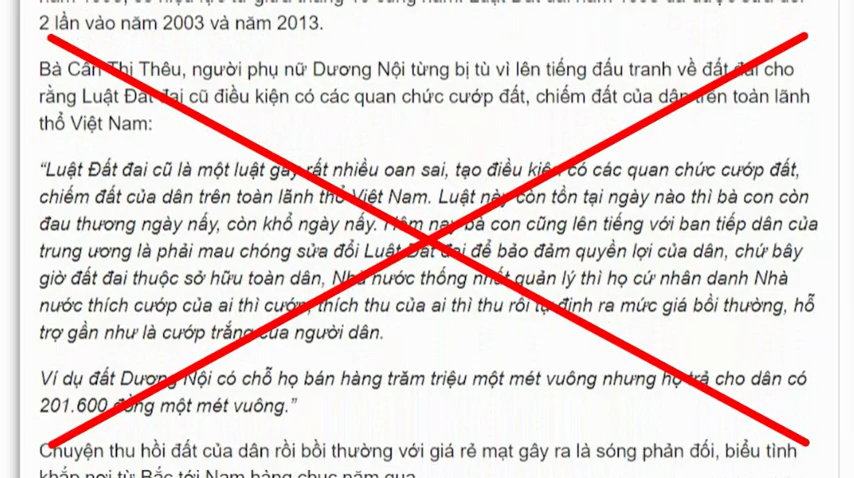 2 lần vào năm 2003 và năm 2013.
Bà Cấn Thị Thêu, người phụ nữ Dương Nội từng bị tù vì lên tiếng đấu tranh về đất đai cho
rằng Luật Đất đai cũ điều kiện có các quan chức cướp đất, chiếm đất của dân trên toàn lãnh
thổ Việt Nam:
“Luật Đất đai cũ là một luật gây rất nhiều oan sai, tạo điều kiện có các quan chức cướp đất,
chiếm đất của dân trên toàn lãnh thổ Việt Nam. Luật này còn tồn tại ngày nào thì bà con còn
đau thương ngày nấy, còn khổ ngày nấy. Hôm nay bà con cũng lên tiếng với ban tiếp dân của
trung ương là phải mau chóng sửa đổi Luật Đất đai để bảo đảm quyền lợi của dân, chứ bây
giờ đất đai thuộc sở hữu toàn dân, Nhà nước thống nhất quản lý thì họ cứ nhân danh Nhà
nước thích cướp của ai thì cướp, thích thu của ai thì thu rồi tự định ra mức giá bồi thường, hỗ
trợ gần như là cướp trắng của người dân.
Ví dụ đất Dương Nội có chỗ họ bán hàng trăm triệu một mét vuông nhưng họ trả cho dân có
201.600 đồng một mét vuông.”
Chuyện thu hồi đất của dân rồi bồi thường với giá rẻ mạt gây ra là sóng phản đối, biểu tình
khắp nơi từ Bắc tới Nam hàng chục năm qua